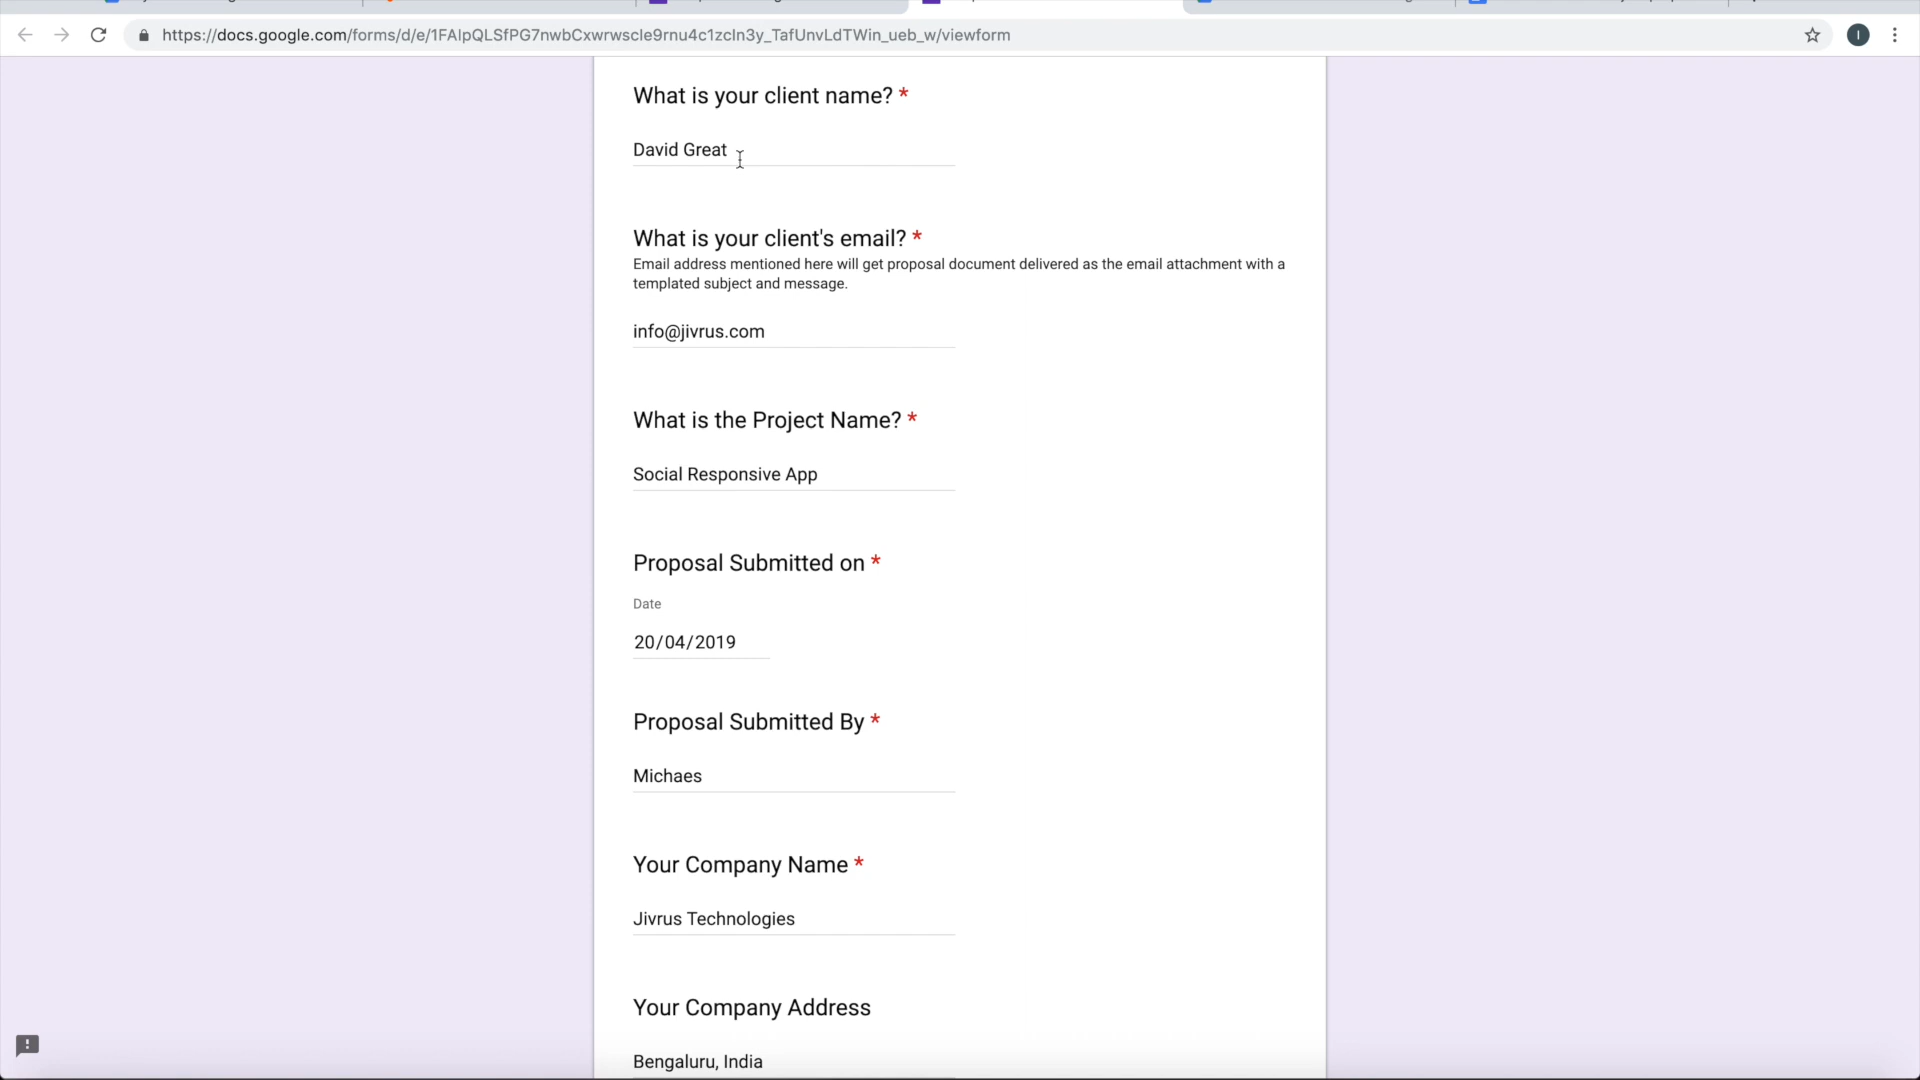 https://docs.google.com/forms/d/e/1FAIpQLSfPG7nwbCxwrwscle9rnu4c1zcIn3y_TafUnvLdTWin_ueb_w/viewform
I
What is your client name? *
David Great
What is your client's email? *
Email address mentioned here will get proposal document delivered as the email attachment with a
templated subject and message.
info@jivrus.com
What is the Project Name? *
Social Responsive App
Proposal Submitted on *
Date
20/04/2019
Proposal Submitted By *
Michaes
Your Company Name *
Jivrus Technologies
Your Company Address
Bengaluru, India